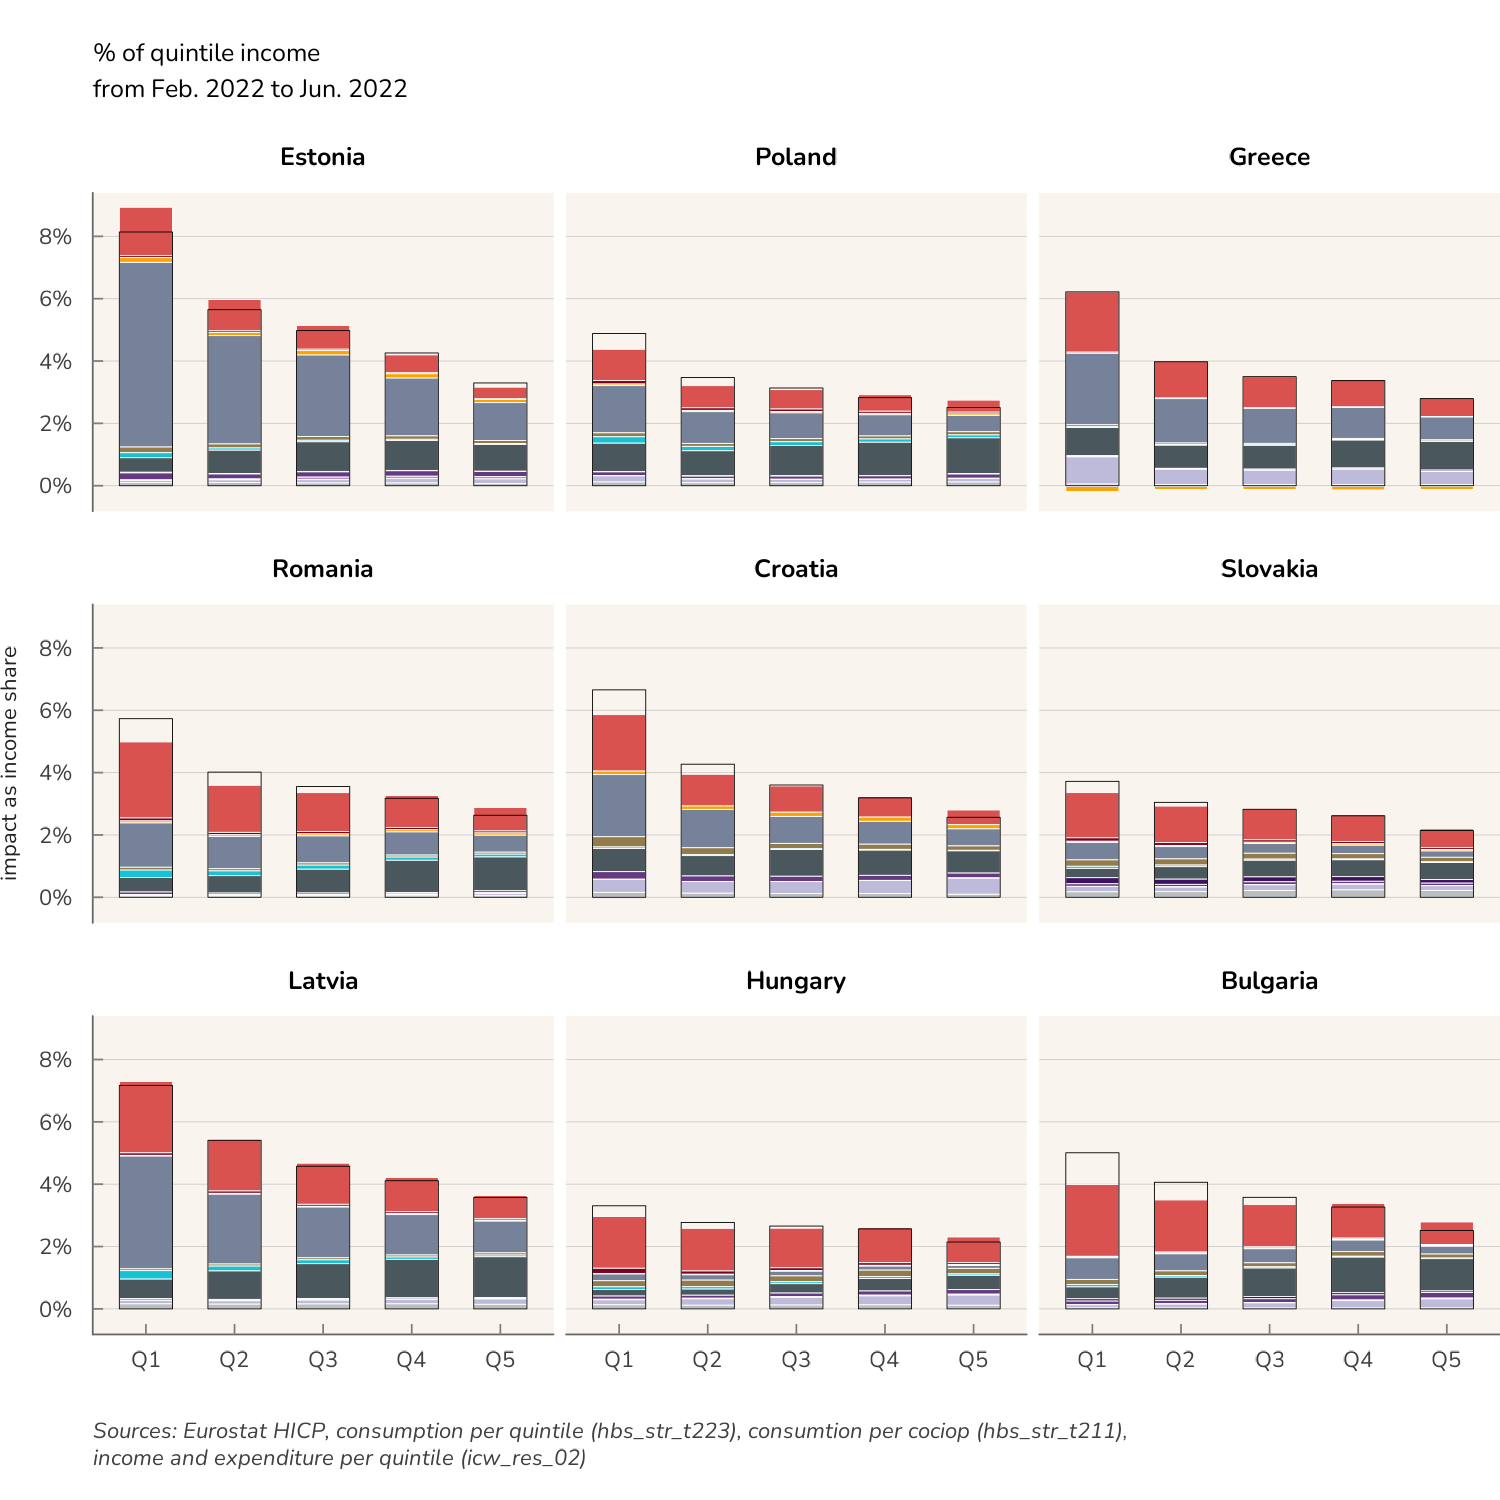 % of quintile income
from Feb. 2022 to Jun. 2022
Estonia
Poland
Greece
8%
6%
4%
2%
0%
Romania
Croatia
Slovakia
impact as income share
8%
6%
4%
2%
0%
Latvia
Hungary
Bulgaria
8%
6%
4%
2%
0%
Q1 Q2 Q3 Q4 Q5
Q1 Q2 Q3 Q4 Q5
Q1 Q2 Q3 Q4 Q5
Sources: Eurostat HICP, consumption per quintile (hbs_str_t223), consumtion per cociop (hbs_str_t211),
income and expenditure per quintile (icw_res_02)